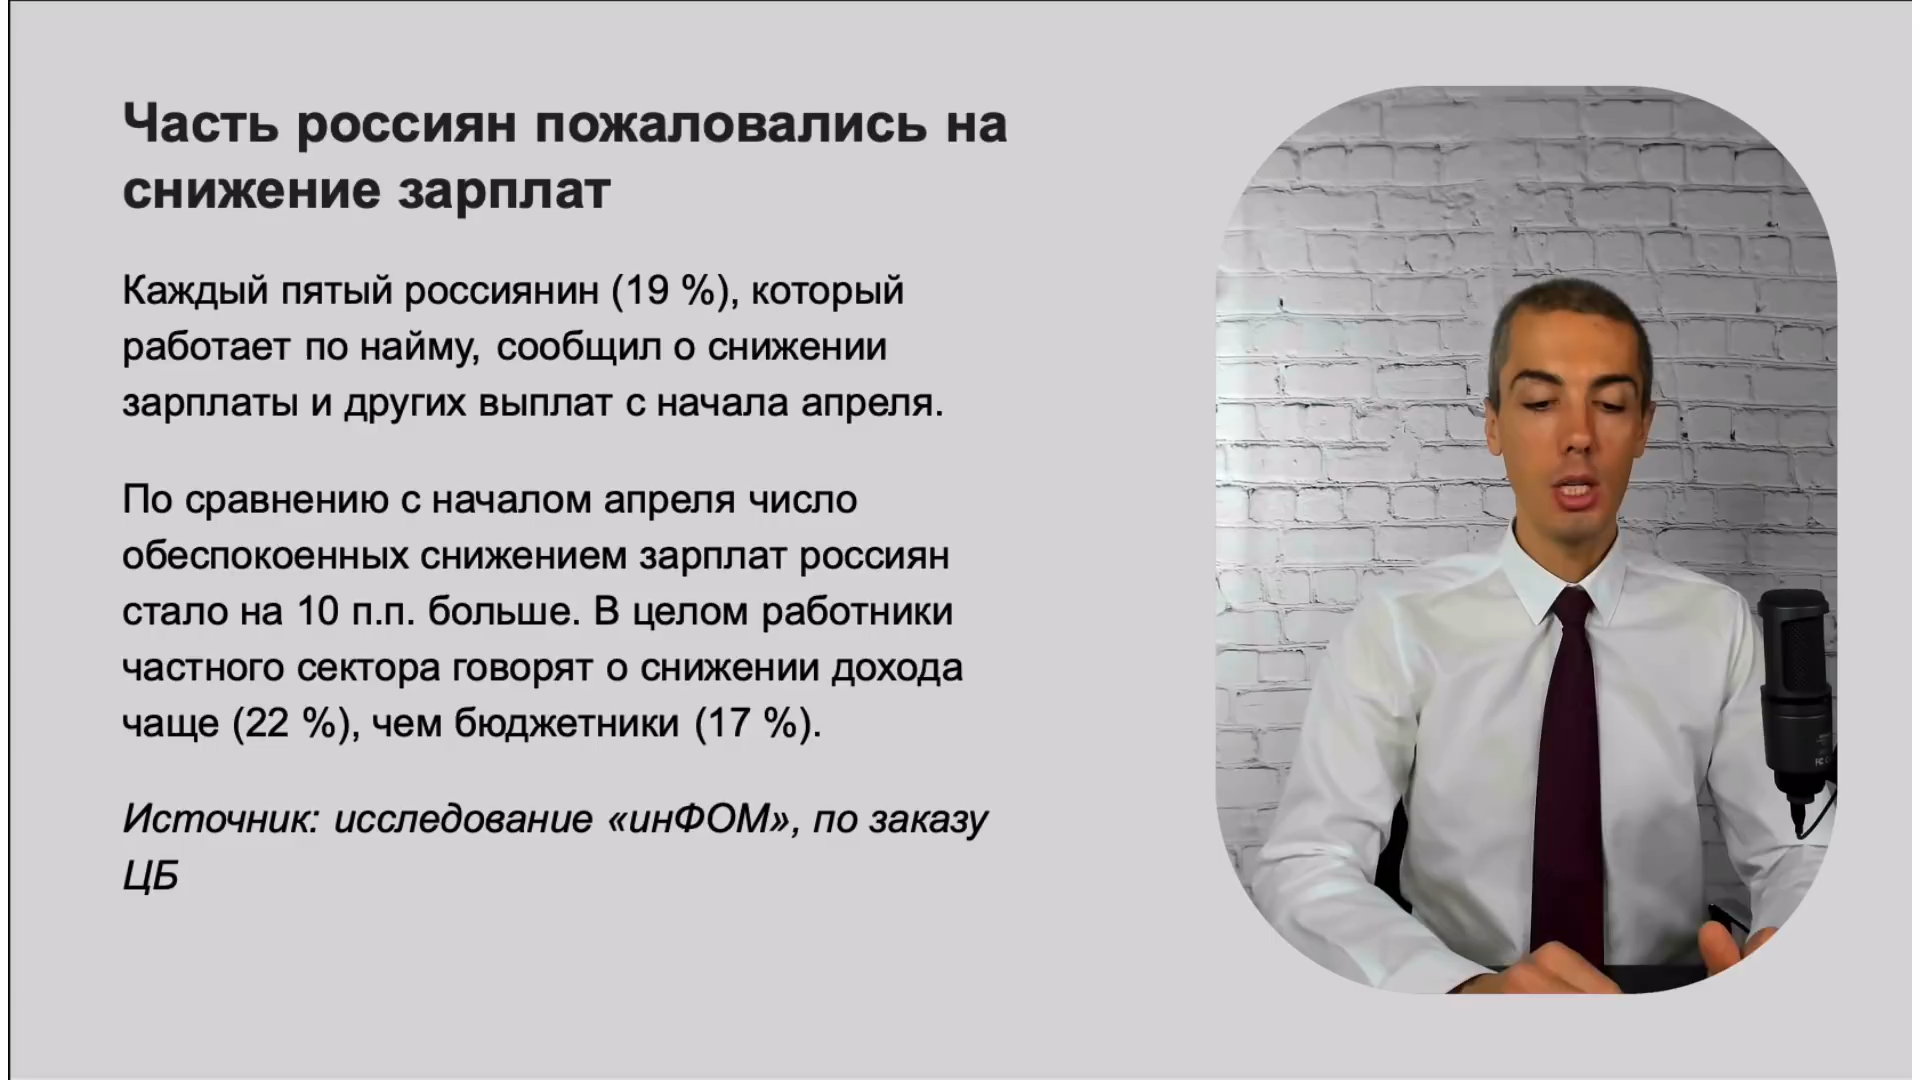 Часть россиян пожаловались на
снижение зарплат
Каждый пятый россиянин (19 %), который
работает по найму, сообщил о снижении
зарплаты и других выплат с начала апреля.
По сравнению с началом апреля число
обеспокоенных снижением зарплат россиян
стало на 10 п.п. больше. В целом работники
частного сектора говорят о снижении дохода
чаще (22 %), чем бюджетники (17 %).
Источник: исследование «инФОМ», по заказу
ЦБ